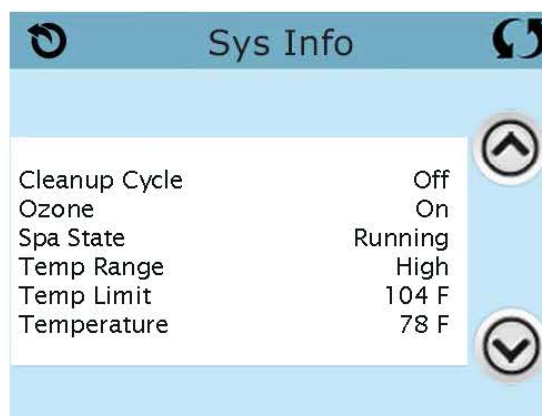 Sys Info
Cleanup Cycle Off
Ozone On
Spa State Running
Temp Range High
Temp Limit 104 F
Temperature 78 F